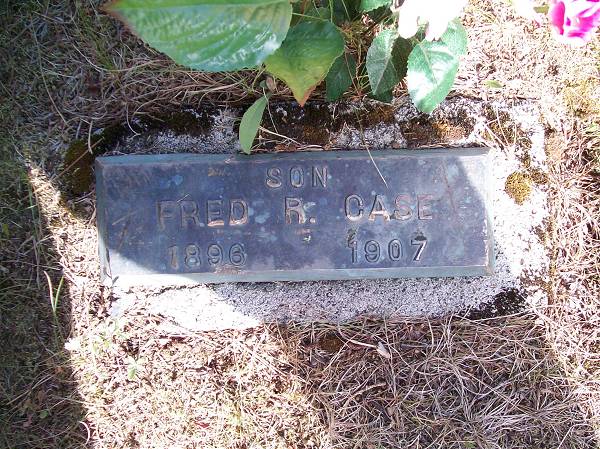 SON
FRED R. CASE
1896 1907